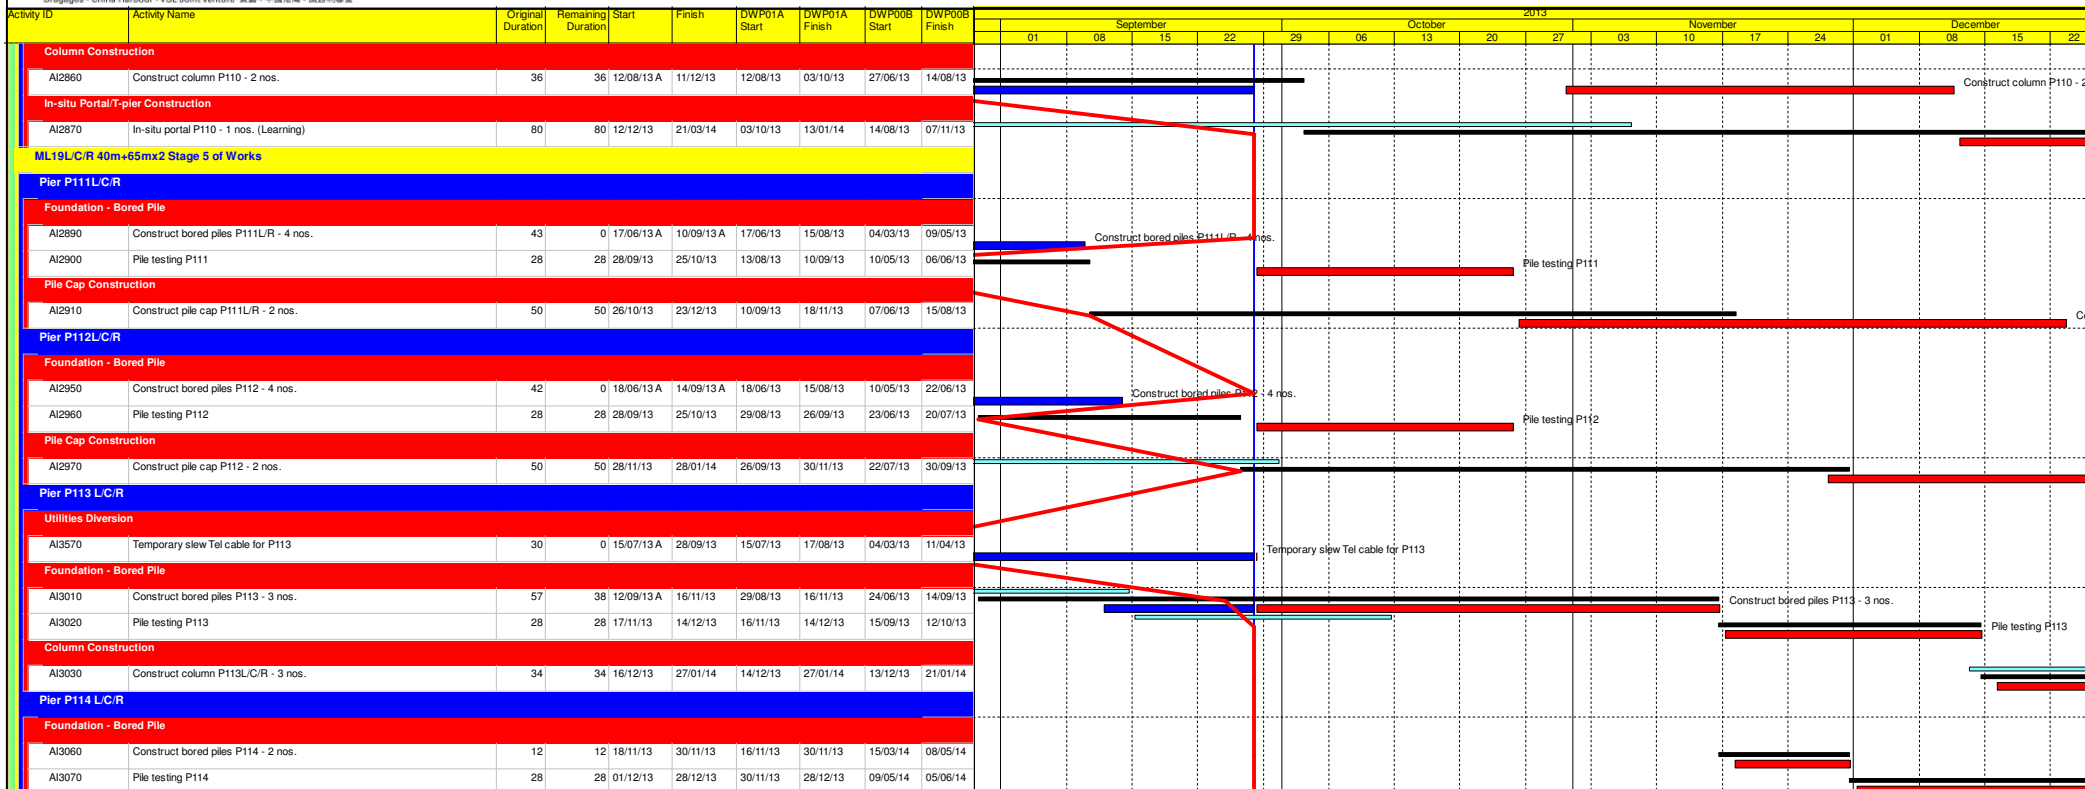 2013
Activity ID Activity Name Original Duration Remaining Duration Start Finish DWP01A Start DWP01A Finish DWP00B Start DWP00B Finish
September October November December
01 08 15 22 29 06 13 20 27 03 10 17 24 01 08 15 22
Column Construction
AI2860 Construct column P110 - 2 nos. 36 36 12/08/13 A 11/12/13 12/08/13 03/10/13 27/06/13 14/08/13
Construct column P110 - 2
In-situ Portal/T-pier Construction
AI2870 In-situ portal P110 - 1 nos. (Learning) 80 80 12/12/13 21/03/14 03/10/13 13/01/14 14/08/13 07/11/13
ML19L/C/R 40m+65mx2 Stage 5 of Works
Pier P111L/C/R
Foundation - Bored Pile
AI2890 Construct bored piles P111L/R - 4 nos. 43 0 17/06/13 A 10/09/13 A 17/06/13 15/08/13 04/03/13 09/05/13
Construct bored piles P111L/R - 4 nos.
AI2900 Pile testing P111 28 28 28/09/13 25/10/13 13/08/13 10/09/13 10/05/13 06/06/13
Pile testing P111
Pile Cap Construction
AI2910 Construct pile cap P111L/R - 2 nos. 50 50 26/10/13 23/12/13 10/09/13 18/11/13 07/06/13 15/08/13
Pier P112L/C/R
Foundation - Bored Pile
AI2950 Construct bored piles P112 - 4 nos. 42 0 18/06/13 A 14/09/13 A 18/06/13 15/08/13 10/05/13 22/06/13
Construct bored piles P112 - 4 nos.
AI2960 Pile testing P112 28 28 28/09/13 25/10/13 29/08/13 26/09/13 23/06/13 20/07/13
Pile testing P112
Pile Cap Construction
AI2970 Construct pile cap P112 - 2 nos. 50 50 28/11/13 28/01/14 26/09/13 30/11/13 22/07/13 30/09/13
Pier P113 L/C/R
Utilities Diversion
AI3570 Temporary slew Tel cable for P113 30 0 15/07/13 A 28/09/13 15/07/13 17/08/13 04/03/13 11/04/13
Temporary slew Tel cable for P113
Foundation - Bored Pile
AI3010 Construct bored piles P113 - 3 nos. 57 38 12/09/13 A 16/11/13 29/08/13 16/11/13 24/06/13 14/09/13
Construct bored piles P113 - 3 nos.
AI3020 Pile testing P113 28 28 17/11/13 14/12/13 16/11/13 14/12/13 15/09/13 12/10/13
Pile testing P113
Column Construction
AI3030 Construct column P113L/C/R - 3 nos. 34 34 16/12/13 27/01/14 14/12/13 27/01/14 13/12/13 21/01/14
Pier P114 L/C/R
Foundation - Bored Pile
AI3060 Construct bored piles P114 - 2 nos. 12 12 18/11/13 30/11/13 16/11/13 30/11/13 15/03/14 08/05/14
AI3070 Pile testing P114 28 28 01/12/13 28/12/13 30/11/13 28/12/13 09/05/14 05/06/14